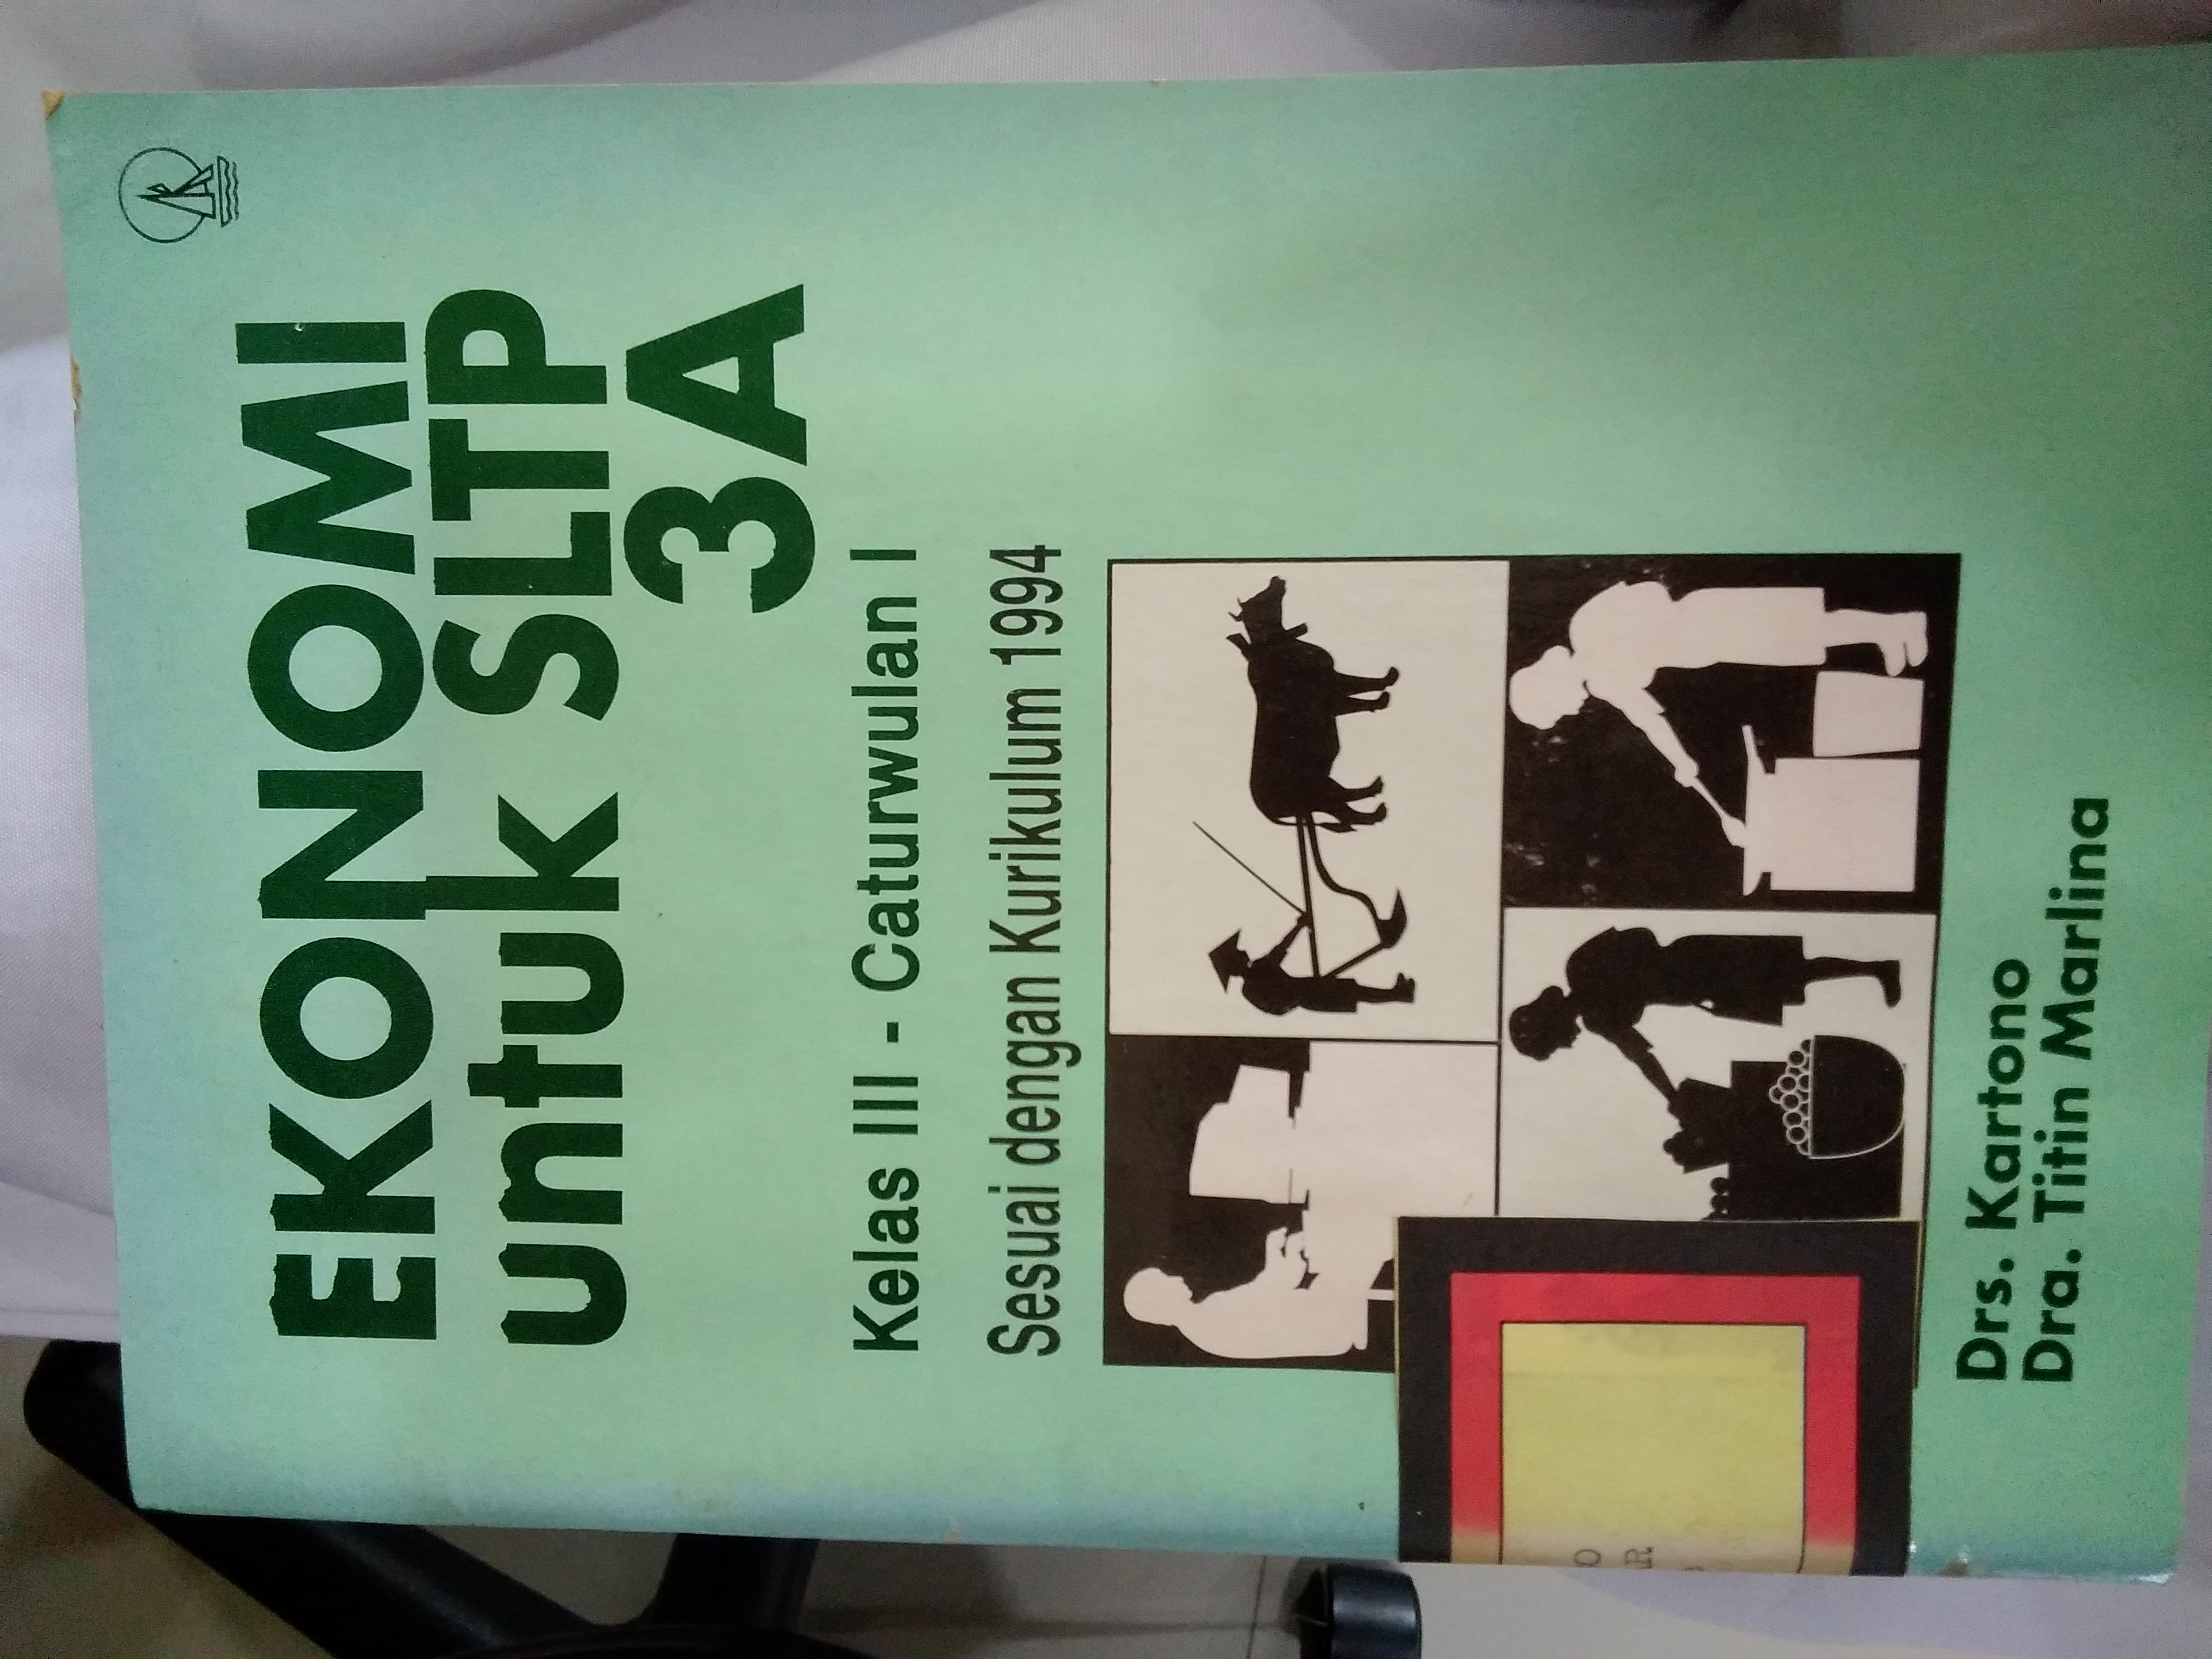 EKONOMI
untuk SLTP
3A
Kelas III - Caturwulan I
Sesuai dengan Kurikulum 1994
Drs. Kartono
Dra. Titin Marlina